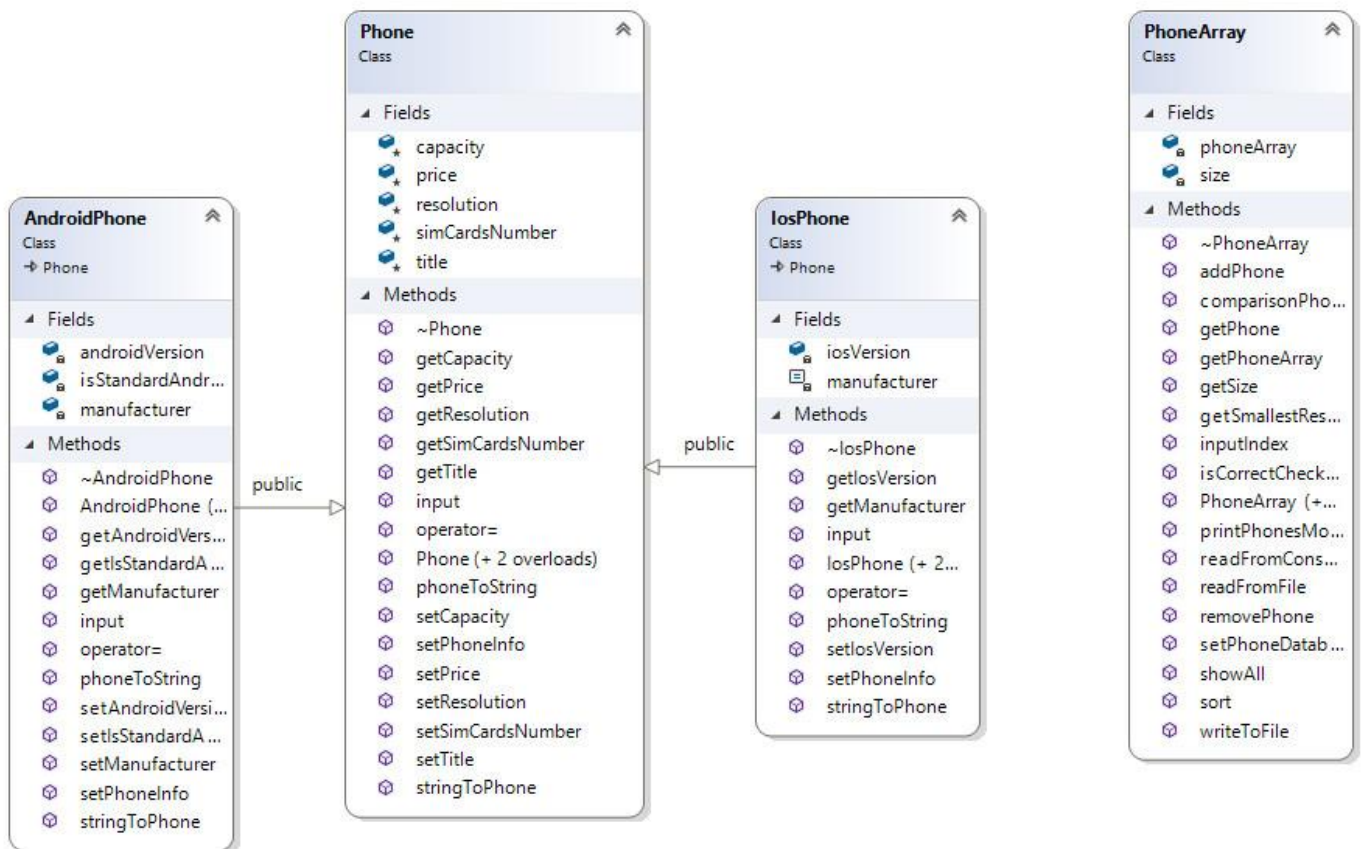 Phone
Class
Fields
capacity
price
resolution
simCardsNumber
title
Methods
~Phone
getCapacity
getPrice
getResolution
getSimCardsNumber
getTitle
input
operator=
Phone (+ 2 overloads)
phoneToString
setCapacity
setPhoneInfo
setPrice
setResolution
setSimCardsNumber
setTitle
stringToPhone
PhoneArray
Class
Fields
phoneArray
size
Methods
~PhoneArray
addPhone
comparisonPho...
getPhone
getPhoneArray
getSize
getSmallestRes...
inputIndex
isCorrectCheck...
PhoneArray (+...
printPhonesMo...
readFromCons...
readFromFile
removePhone
setPhoneDatab...
showAll
sort
writeToFile
AndroidPhone
Class
Phone
Fields
androidVersion
isStandardAndr...
manufacturer
Methods
~AndroidPhone
AndroidPhone (...
getAndroidVers...
getIsStandardA...
getManufacturer
input
operator=
phoneToString
setAndroidVersi...
setIsStandardA...
setManufacturer
setPhoneInfo
stringToPhone
public
IosPhone
Class
Phone
Fields
iosVersion
manufacturer
Methods
~IosPhone
getIosVersion
getManufacturer
input
IosPhone (+ 2...
operator=
phoneToString
setIosVersion
setPhoneInfo
stringToPhone
public